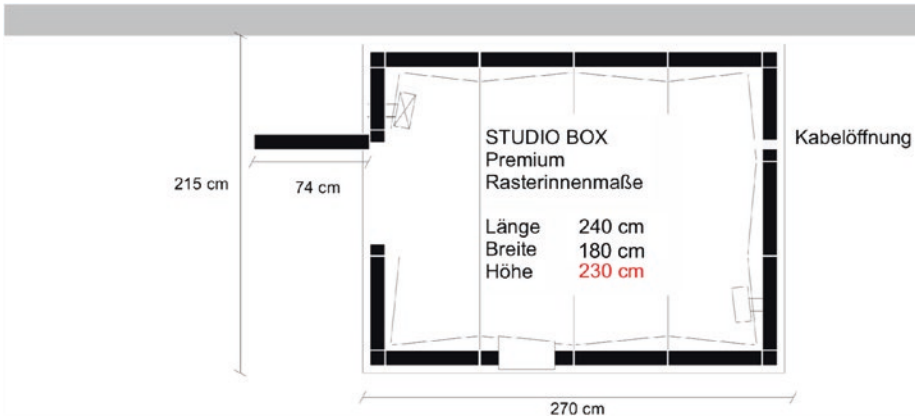 STUDIO BOX
Premium
Rasterinnenmaße
Länge 240 cm
Breite 180 cm
Höhe 230 cm
Kabelöffnung
215 cm
74 cm
270 cm